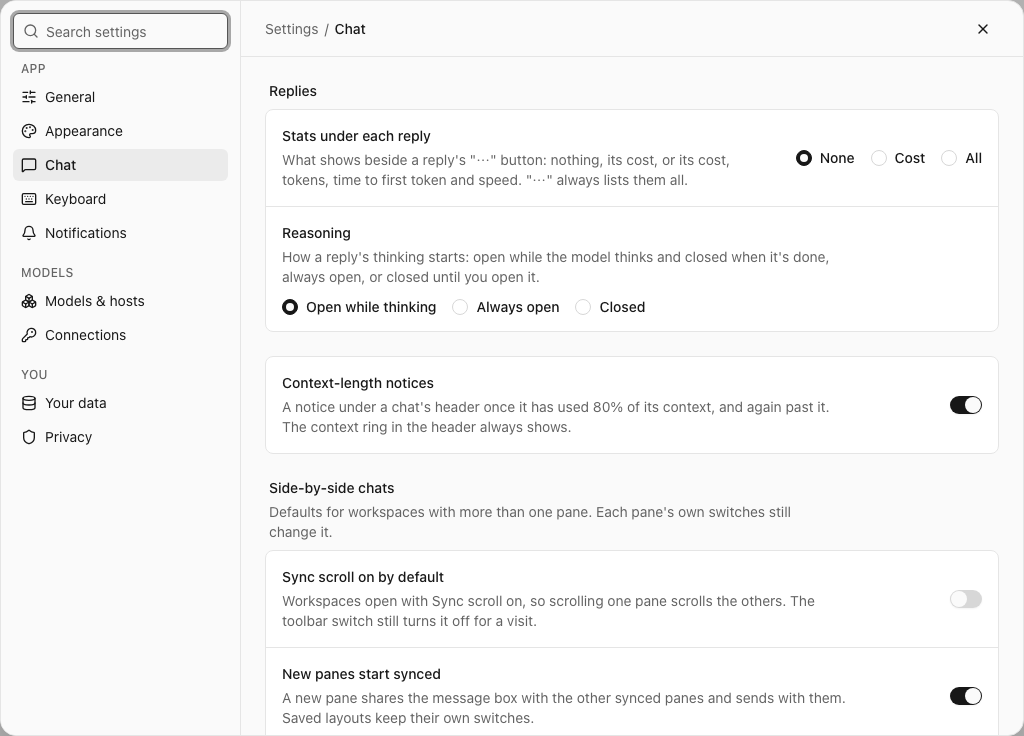 Search settings
APP
General
Appearance
Chat
Keyboard
Notifications
MODELS
Models & hosts
Connections
YOU
Your data
Privacy
Settings / Chat
Replies
Stats under each reply
What shows beside a reply's "···" button: nothing, its cost, or its cost,
tokens, time to first token and speed. "···" always lists them all.
None Cost All
Reasoning
How a reply's thinking starts: open while the model thinks and closed when it's done,
always open, or closed until you open it.
Open while thinking Always open Closed
Context-length notices
A notice under a chat's header once it has used 80% of its context, and again past it.
The context ring in the header always shows.
Side-by-side chats
Defaults for workspaces with more than one pane. Each pane's own switches still
change it.
Sync scroll on by default
Workspaces open with Sync scroll on, so scrolling one pane scrolls the others. The
toolbar switch still turns it off for a visit.
New panes start synced
A new pane shares the message box with the other synced panes and sends with them.
Saved layouts keep their own switches.